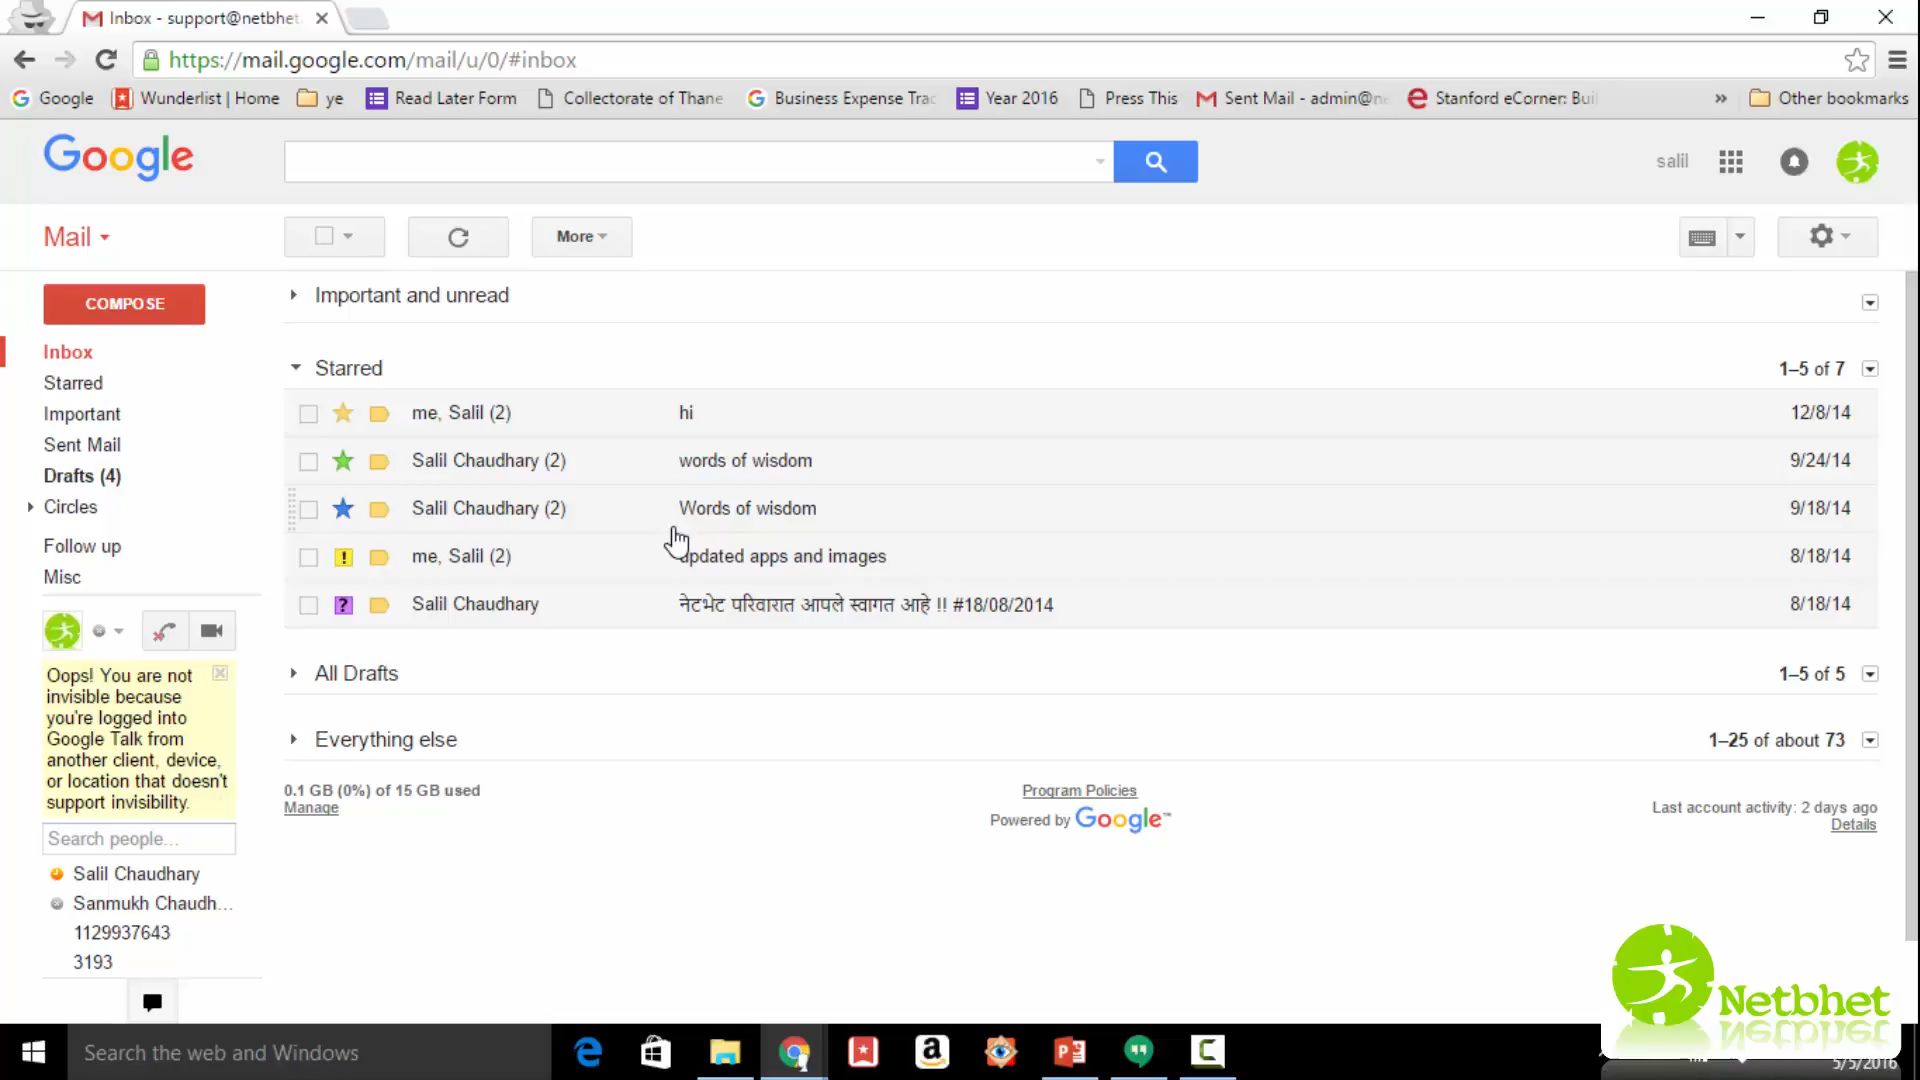 Inbox - support@netbhet
https://mail.google.com/mail/u/0/#inbox
Google Wunderlist | Home ye Read Later Form Collectorate of Thane Business Expense Trac Year 2016 Press This Sent Mail - admin@ne Stanford eCorner: Buil » Other bookmarks
Google
salil
Mail
More
COMPOSE
Important and unread
Inbox
Starred 1–5 of 7
Starred
me, Salil (2) hi 12/8/14
Important
Sent Mail
Salil Chaudhary (2) words of wisdom 9/24/14
Drafts (4)
Circles
Salil Chaudhary (2) Words of wisdom 9/18/14
Follow up
! me, Salil (2) updated apps and images 8/18/14
Misc
? Salil Chaudhary नेटभेट परिवारात आपले स्वागत आहे !! #18/08/2014 8/18/14
Oops! You are not
invisible because
you're logged into
Google Talk from
another client, device,
or location that doesn't
support invisibility.
All Drafts 1–5 of 5
Everything else 1–25 of about 73
0.1 GB (0%) of 15 GB used
Manage
Program Policies
Powered by Google™
Last account activity: 2 days ago
Details
Search people...
Salil Chaudhary
Sanmukh Chaudh...
1129937643
3193
Netbhet
Search the web and Windows
5/5/2016